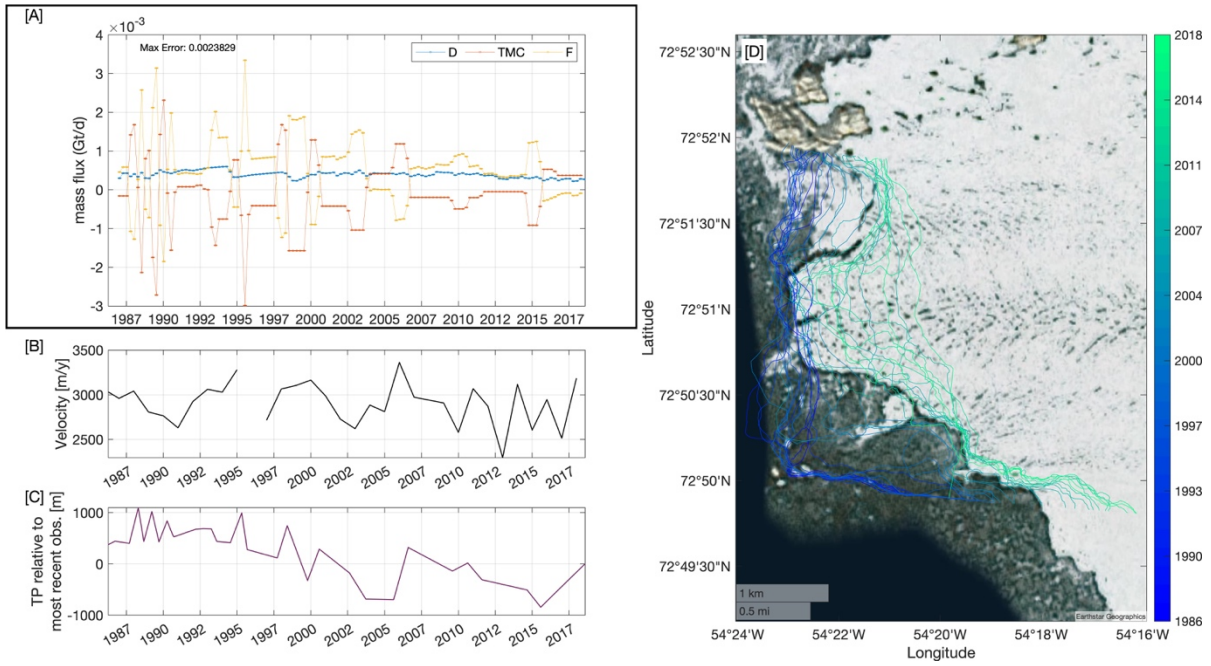 [A]
×10⁻³
4
3
2
1
0
-1
-2
-3
mass flux (Gt/d)
Max Error: 0.0023829
D TMC F
1987 1990 1992 1995 1997 2000 2002 2005 2007 2010 2012 2015 2017
[B]
3500
3000
2500
Velocity [m/y]
1987 1990 1992 1995 1997 2000 2002 2005 2007 2010 2012 2015 2017
[C]
1000
0
-1000
TP relative to
most recent obs. [m]
1987 1990 1992 1995 1997 2000 2002 2005 2007 2010 2012 2015 2017
[D]
72°52'30"N
72°52'N
72°51'30"N
72°51'N
72°50'30"N
72°50'N
72°49'30"N
Latitude
1 km
0.5 mi
Earthstar Geographics
54°24'W 54°22'W 54°20'W 54°18'W 54°16'W
Longitude
2018
2014
2011
2007
2004
2000
1997
1993
1990
1986